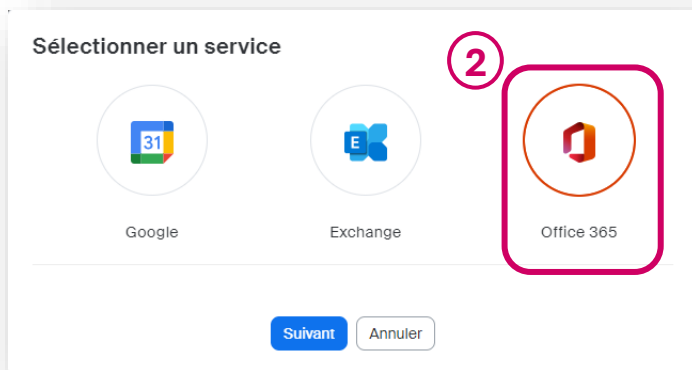 Sélectionner un service
2
31
E
Google
Exchange
Office 365
Suivant
Annuler